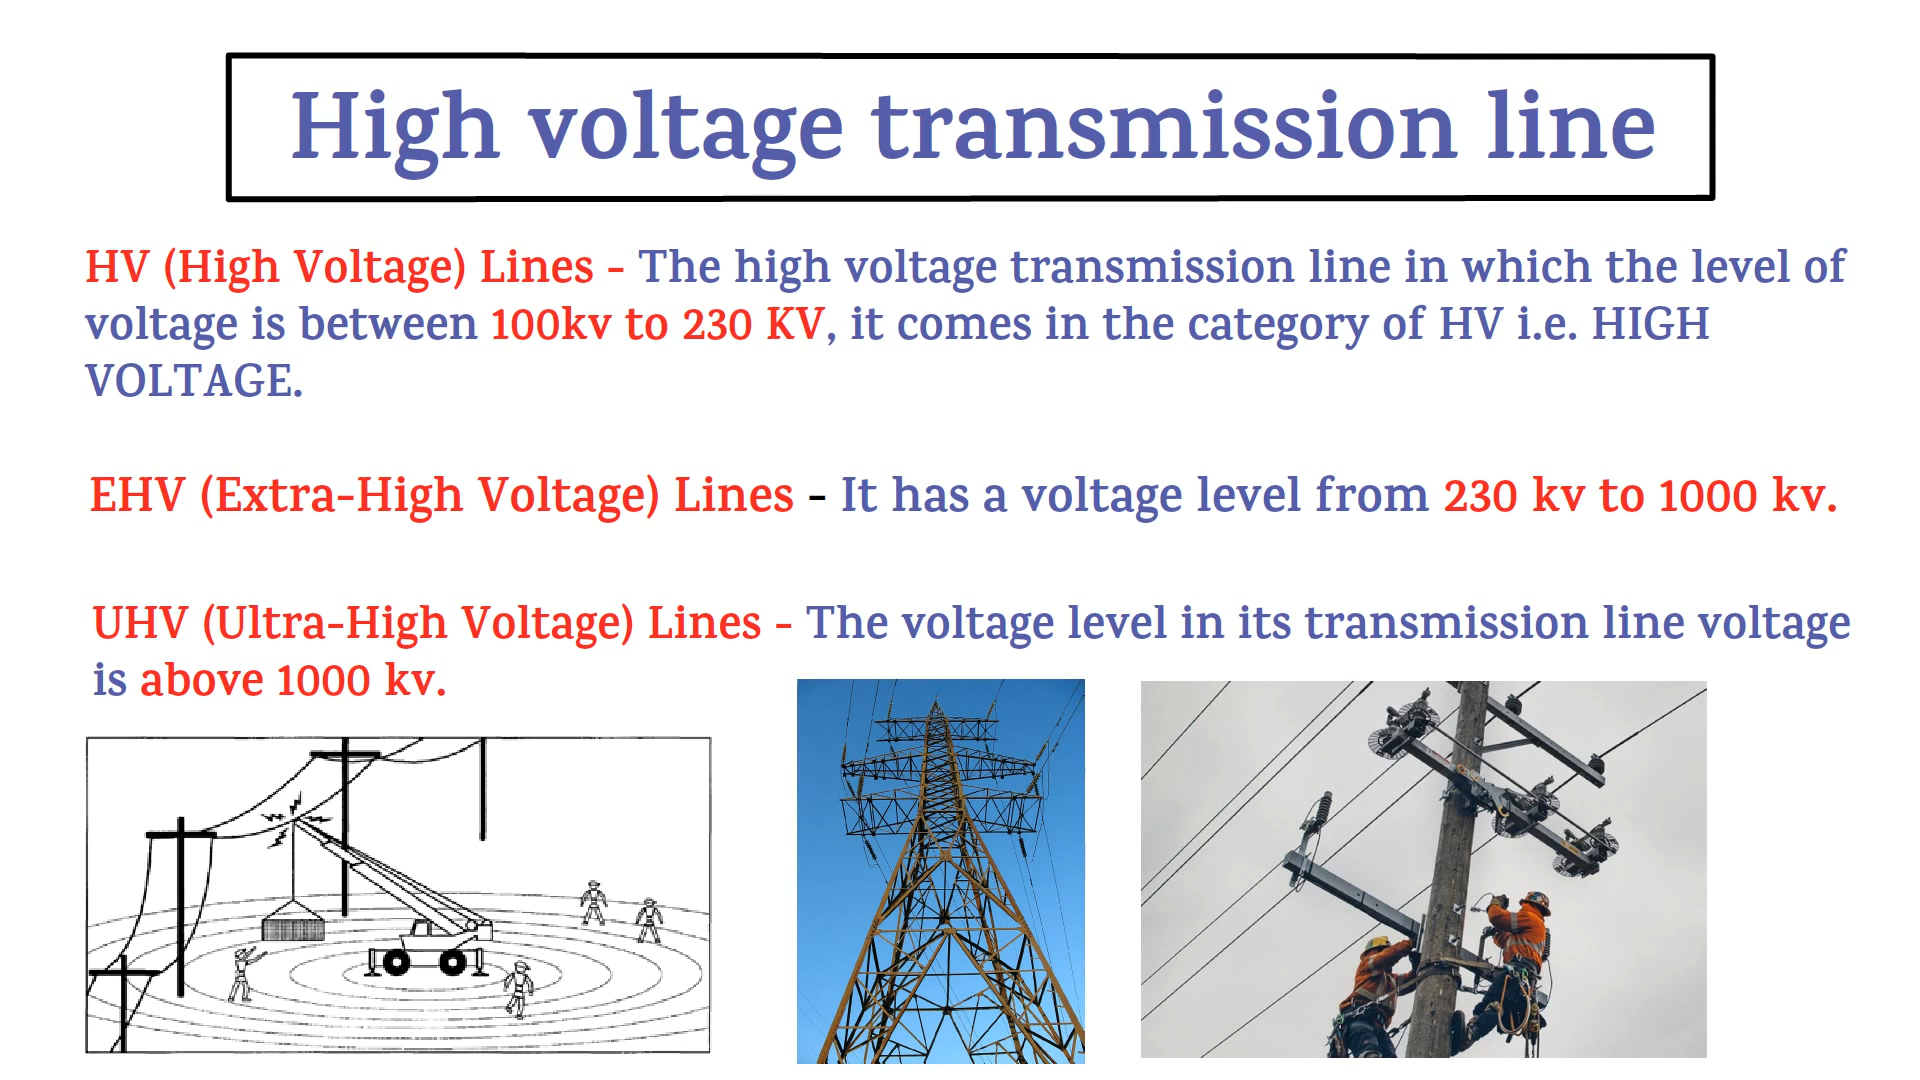 High voltage transmission line
HV (High Voltage) Lines - The high voltage transmission line in which the level of
voltage is between 100kv to 230 KV, it comes in the category of HV i.e. HIGH
VOLTAGE.
EHV (Extra-High Voltage) Lines - It has a voltage level from 230 kv to 1000 kv.
UHV (Ultra-High Voltage) Lines - The voltage level in its transmission line voltage
is above 1000 kv.